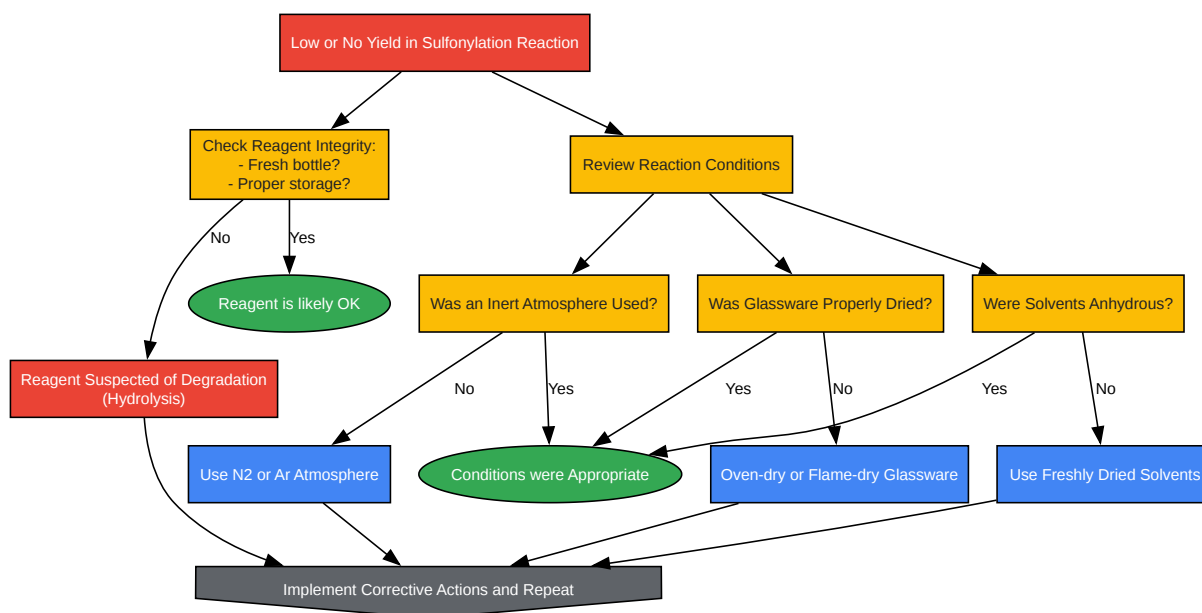 Low or No Yield in Sulfonylation Reaction
Check Reagent Integrity:
- Fresh bottle?
- Proper storage?
Review Reaction Conditions
No
Yes
Reagent is likely OK
Was an Inert Atmosphere Used?
Was Glassware Properly Dried?
Were Solvents Anhydrous?
Reagent Suspected of Degradation
(Hydrolysis)
No
Yes
Yes
No
Yes
No
Use N2 or Ar Atmosphere
Conditions were Appropriate
Oven-dry or Flame-dry Glassware
Use Freshly Dried Solvents
Implement Corrective Actions and Repeat